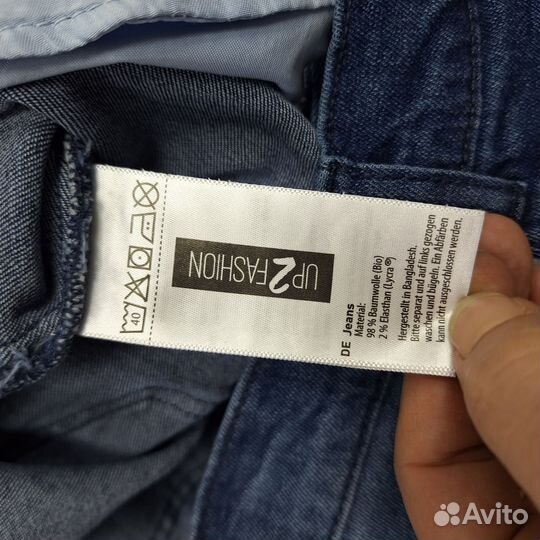 40
UP2FASHION
DE Jeans
Material:
98 % Baumwolle (Bio)
2 % Elasthan (Lycra®)
Hergestellt in Bangladesh.
Bitte separat und auf links gezogen
waschen und bügeln. Ein Abfärben
kann nicht ausgeschlossen werden.
Avito